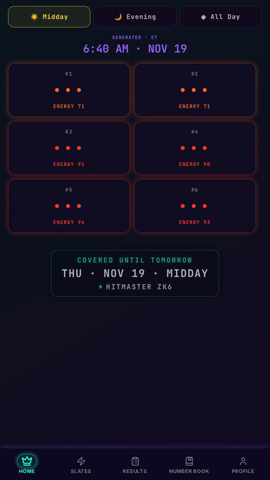 Midday
Evening
All Day
GENERATED · ET
6:40 AM · NOV 19
#1
#2
ENERGY 71
ENERGY 71
#3
#4
ENERGY 91
ENERGY 90
#5
#6
ENERGY 94
ENERGY 93
COVERED UNTIL TOMORROW
THU · NOV 19 · MIDDAY
HITMASTER ZK6
HOME
SLATES
RESULTS
NUMBER BOOK
PROFILE